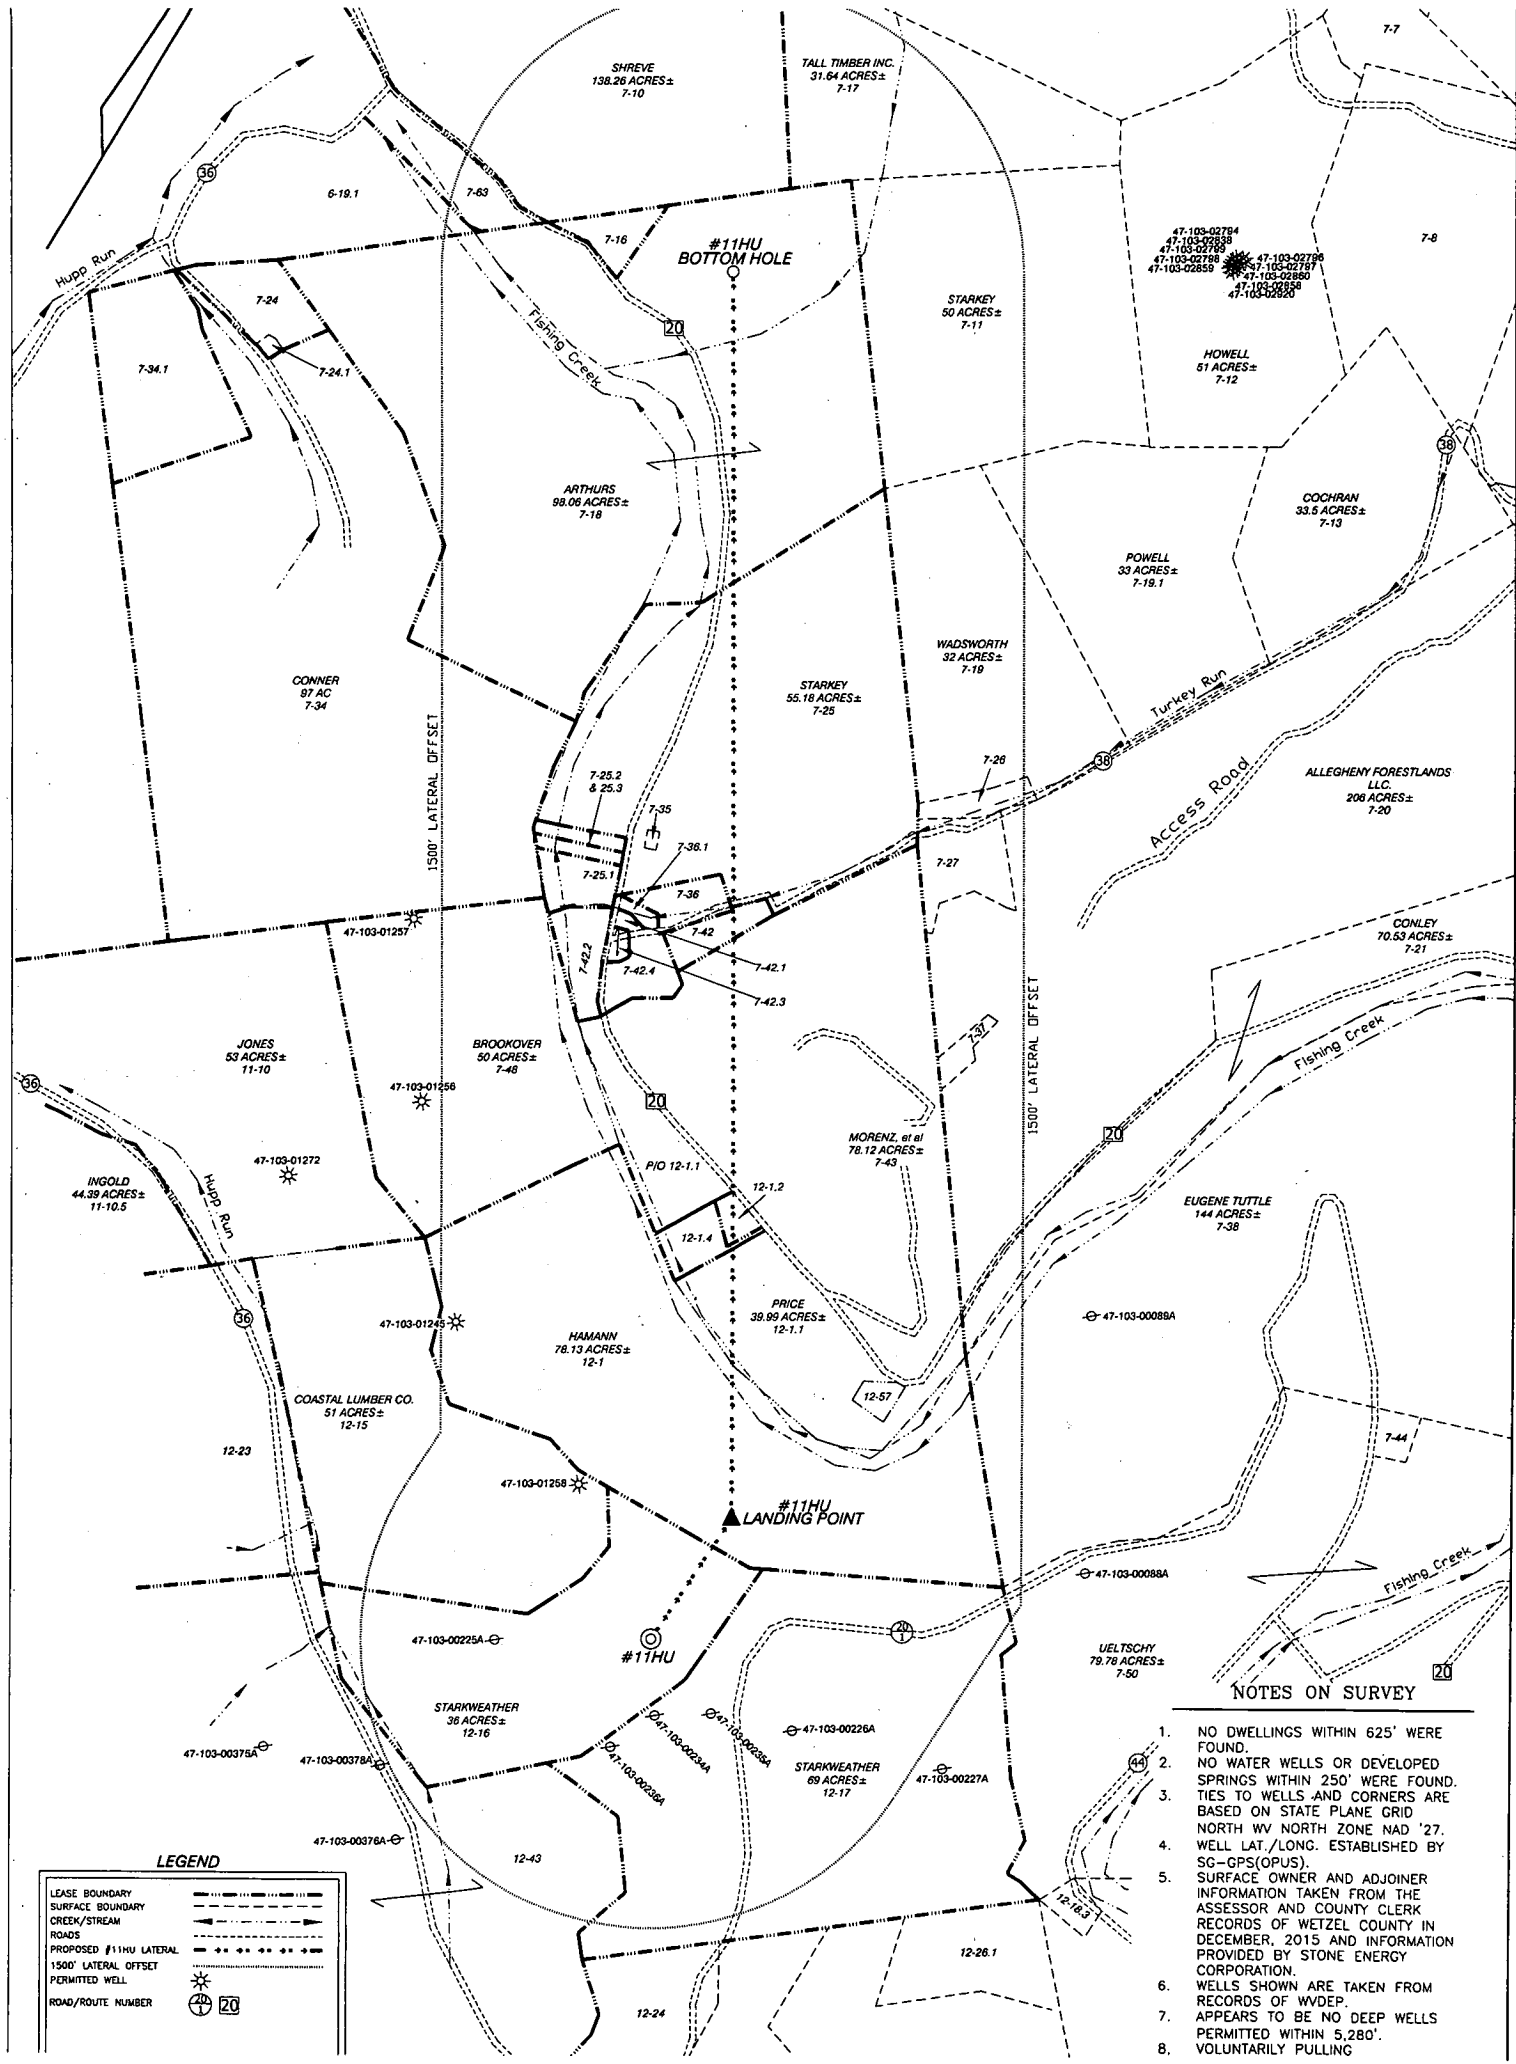 SHREVE
138.26 ACRES±
7-10
TALL TIMBER INC.
31.64 ACRES±
7-17
7-7
7-8
36
6-19.1
7-63
7-16
Hupp Run
#11HU
BOTTOM HOLE
47-103-02794
47-103-02838
47-103-02799
47-103-02798
47-103-02859
47-103-02796
47-103-02797
47-103-02860
47-103-02858
47-103-02920
7-24
7-34.1
7-24.1
Fishing Creek
20
STARKEY
50 ACRES±
7-11
HOWELL
51 ACRES±
7-12
38
ARTHURS
98.06 ACRES±
7-18
COCHRAN
33.5 ACRES±
7-13
POWELL
33 ACRES±
7-19.1
CONNER
97 AC
7-34
STARKEY
55.18 ACRES±
7-25
WADSWORTH
32 ACRES±
7-19
Turkey Run
38
1500' LATERAL OFFSET
7-25.2
& 25.3
7-35
7-26
Access Road
ALLEGHENY FORESTLANDS
LLC.
206 ACRES±
7-20
7-36.1
7-25.1
7-36
7-27
47-103-01257
7-42
7-42.2
7-42.4
7-42.1
7-42.3
CONLEY
70.53 ACRES±
7-21
JONES
53 ACRES±
11-10
BROOKOVER
50 ACRES±
7-48
7-37
1500' LATERAL OFFSET
Fishing Creek
36
47-103-01256
20
20
MORENZ, et al
78.12 ACRES±
7-43
47-103-01272
INGOLD
44.39 ACRES±
11-10.5
Hupp Run
P/O 12-1.1
12-1.2
12-1.4
EUGENE TUTTLE
144 ACRES±
7-38
36
47-103-01245
HAMANN
78.13 ACRES±
12-1
PRICE
39.99 ACRES±
12-1.1
47-103-00089A
COASTAL LUMBER CO.
51 ACRES±
12-15
12-57
12-23
7-44
47-103-01258
#11HU
LANDING POINT
47-103-00088A
Fishing Creek
47-103-00225A
#11HU
20
1
UELTSCHY
79.78 ACRES±
7-50
20
STARKWEATHER
36 ACRES±
12-16
47-103-00234A
47-103-00235A
47-103-00226A
47-103-00375A
47-103-00378A
47-103-00236A
STARKWEATHER
69 ACRES±
12-17
47-103-00227A
44
47-103-00376A
12-43
12-18.3
12-26.1
12-24
NOTES ON SURVEY
1. NO DWELLINGS WITHIN 625' WERE
FOUND.
2. NO WATER WELLS OR DEVELOPED
SPRINGS WITHIN 250' WERE FOUND.
3. TIES TO WELLS AND CORNERS ARE
BASED ON STATE PLANE GRID
NORTH WV NORTH ZONE NAD '27.
4. WELL LAT./LONG. ESTABLISHED BY
SG-GPS(OPUS).
5. SURFACE OWNER AND ADJOINER
INFORMATION TAKEN FROM THE
ASSESSOR AND COUNTY CLERK
RECORDS OF WETZEL COUNTY IN
DECEMBER, 2015 AND INFORMATION
PROVIDED BY STONE ENERGY
CORPORATION.
6. WELLS SHOWN ARE TAKEN FROM
RECORDS OF WVDEP.
7. APPEARS TO BE NO DEEP WELLS
PERMITTED WITHIN 5,280'.
8. VOLUNTARILY PULLING
LEGEND
LEASE BOUNDARY
SURFACE BOUNDARY
CREEK/STREAM
ROADS
PROPOSED #11HU LATERAL
1500' LATERAL OFFSET
PERMITTED WELL
ROAD/ROUTE NUMBER
20
1
20